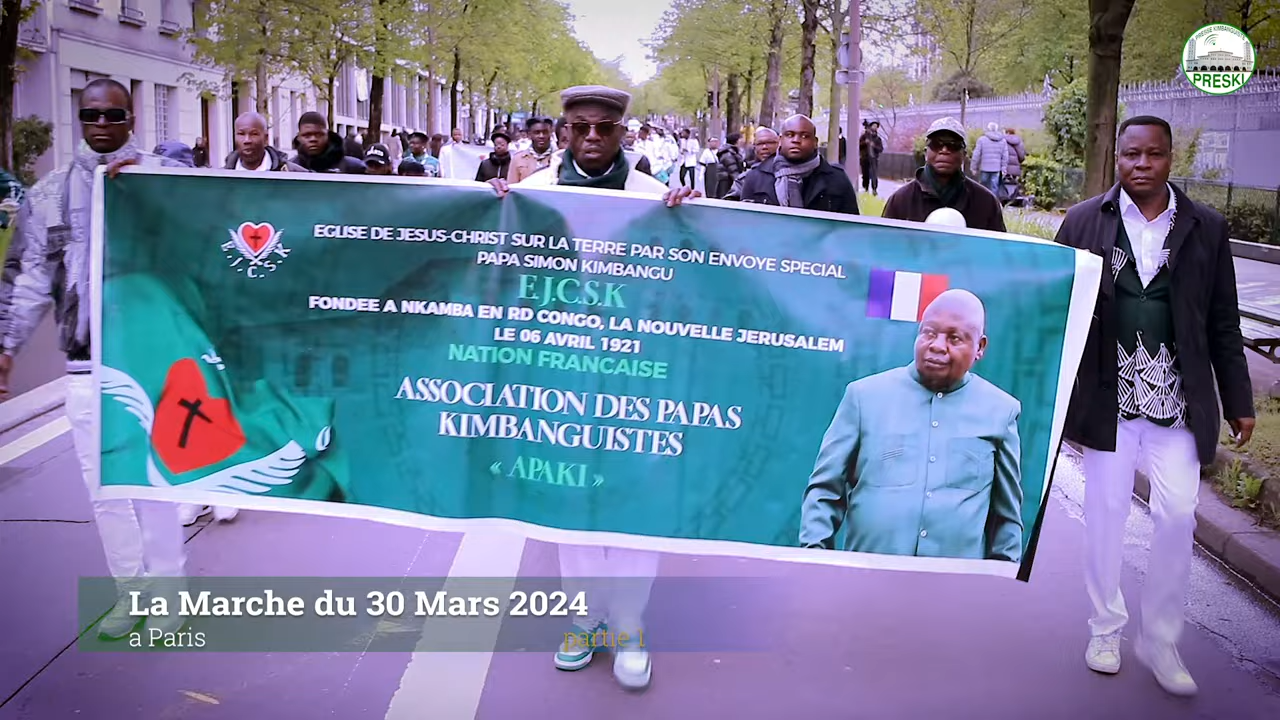 PRESSE KIMBANGUISTE
PRESKI
E.J.C.S.K
EGLISE DE JESUS-CHRIST SUR LA TERRE PAR SON ENVOYE SPECIAL
PAPA SIMON KIMBANGU
E.J.C.S.K
FONDEE A NKAMBA EN RD CONGO, LA NOUVELLE JERUSALEM
LE 06 AVRIL 1921
NATION FRANCAISE
ASSOCIATION DES PAPAS
KIMBANGUISTES
« APAKI »
La Marche du 30 Mars 2024
a Paris
partie 1